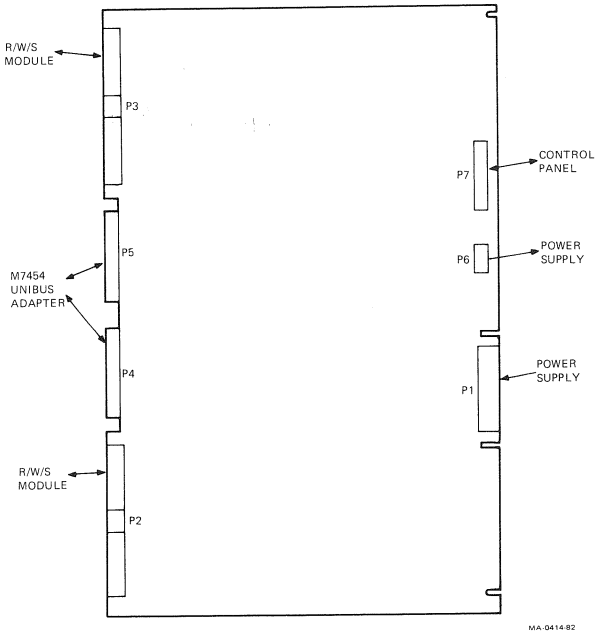 R/W/S
MODULE
P3
CONTROL
PANEL
P7
P5
POWER
SUPPLY
P6
M7454
UNIBUS
ADAPTER
P4
POWER
SUPPLY
P1
R/W/S
MODULE
P2
MA-0414-82